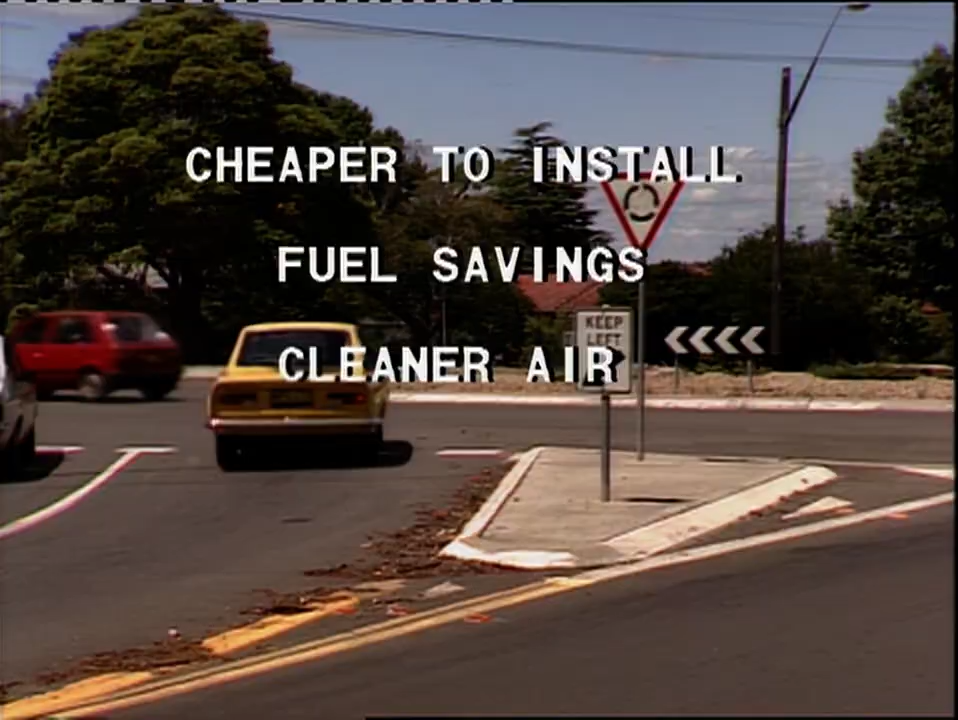 CHEAPER TO INSTALL
FUEL SAVINGS
KEEP
LEFT
CLEANER AIR